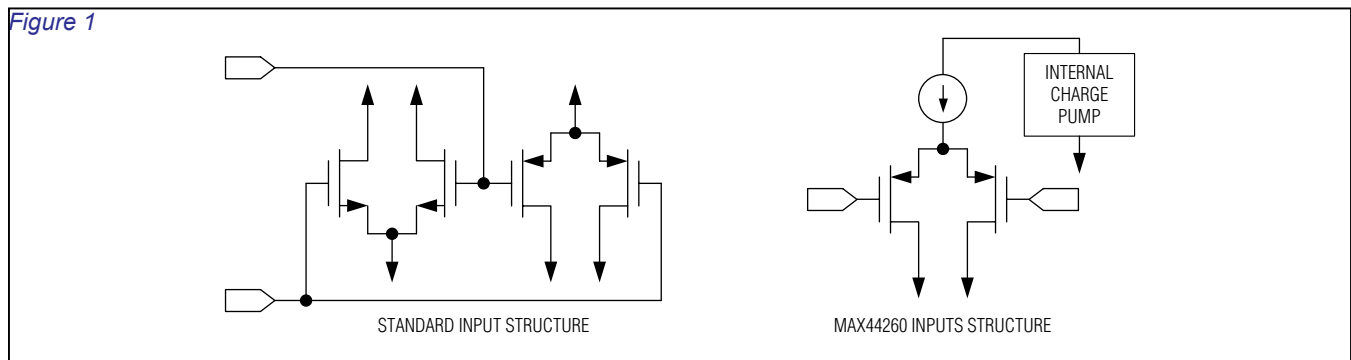 Figure 1
INTERNAL
CHARGE
PUMP
STANDARD INPUT STRUCTURE
MAX44260 INPUTS STRUCTURE